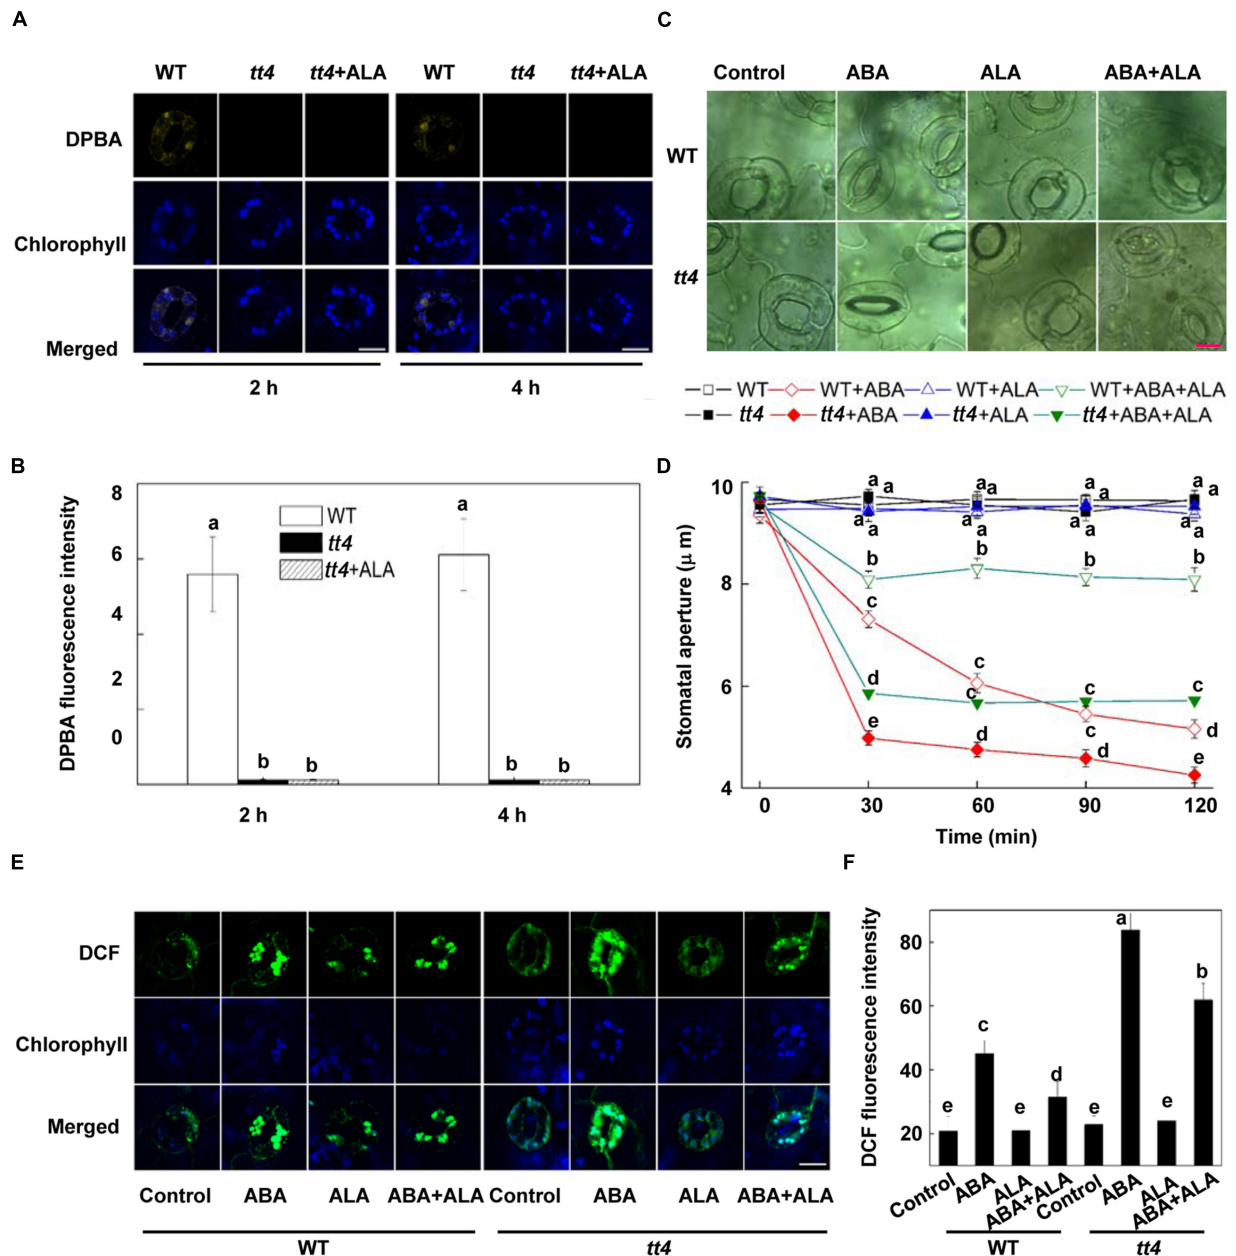 A
WT tt4 tt4+ALA WT tt4 tt4+ALA
DPBA
Chlorophyll
Merged
2 h 4 h
C
Control ABA ALA ABA+ALA
WT
tt4
WT WT+ABA WT+ALA WT+ABA+ALA
tt4 tt4+ABA tt4+ALA tt4+ABA+ALA
B
DPBA fluorescence intensity
8
6
4
2
0
WT
tt4
tt4+ALA
a
b
b
a
b
b
2 h 4 h
D
Stomatal aperture (μ m)
10
8
6
4
a a a a a a a a
a a a a a a a a
b b b b
c c c d
d c c c
e d d e
0 30 60 90 120
Time (min)
E
DCF
Chlorophyll
Merged
Control ABA ALA ABA+ALA Control ABA ALA ABA+ALA
WT tt4
F
DCF fluorescence intensity
80
60
40
20
e c e d e a e b
Control ABA ALA ABA+ALA Control ABA ALA ABA+ALA
WT tt4